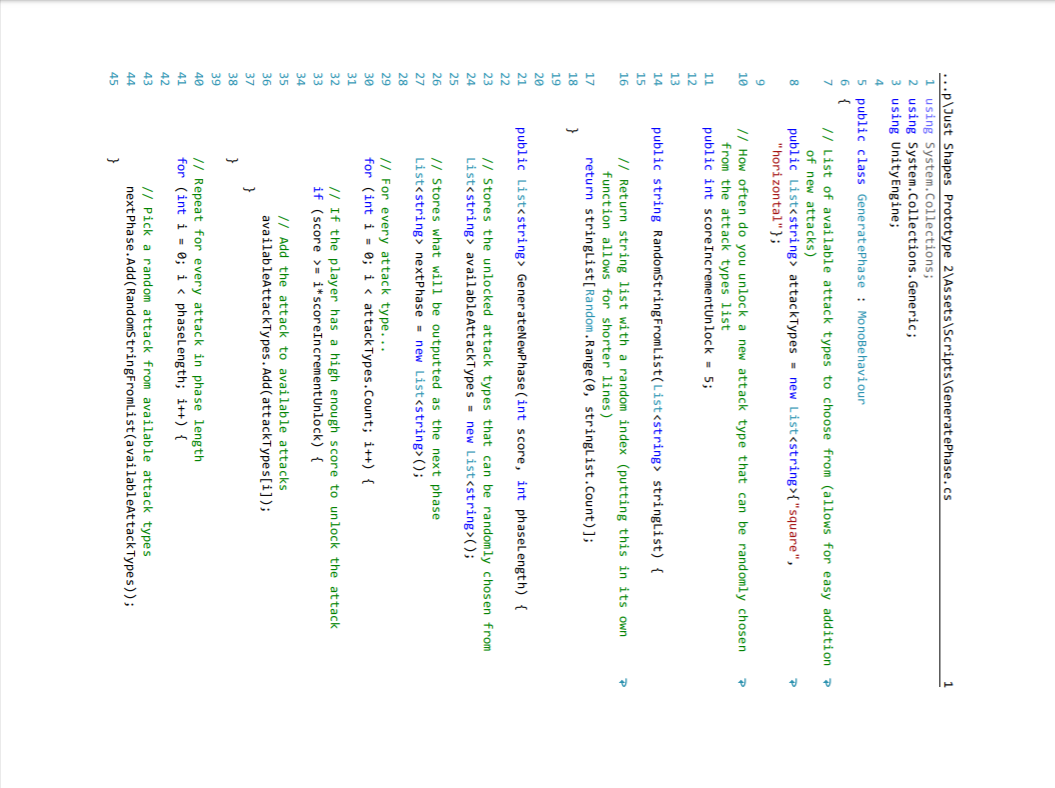 ...p\Just Shapes Prototype 2\Assets\Scripts\GeneratePhase.cs 1
1 using System.Collections;
2 using System.Collections.Generic;
3 using UnityEngine;
4
5 public class GeneratePhase : MonoBehaviour
6 {
7 // List of available attack types to choose from (allows for easy addition
of new attacks)
8 public List<string> attackTypes = new List<string>{"square",
"horizontal"};
9
10 // How often do you unlock a new attack type that can be randomly chosen
from the attack types list
11 public int scoreIncrementUnlock = 5;
12
13
14 public string RandomStringFromList(List<string> stringList) {
15
16 // Return string list with a random index (putting this in its own
function allows for shorter lines)
17 return stringList[Random.Range(0, stringList.Count)];
18 }
19
20
21 public List<string> GenerateNewPhase(int score, int phaseLength) {
22
23 // Stores the unlocked attack types that can be randomly chosen from
24 List<string> availableAttackTypes = new List<string>();
25
26 // Stores what will be outputted as the next phase
27 List<string> nextPhase = new List<string>();
28
29 // For every attack type...
30 for (int i = 0; i < attackTypes.Count; i++) {
31
32 // If the player has a high enough score to unlock the attack
33 if (score >= i*scoreIncrementUnlock) {
34
35 // Add the attack to available attacks
36 availableAttackTypes.Add(attackTypes[i]);
37 }
38 }
39
40 // Repeat for every attack in phase length
41 for (int i = 0; i < phaseLength; i++) {
42
43 // Pick a random attack from available attack types
44 nextPhase.Add(RandomStringFromList(availableAttackTypes));
45 }